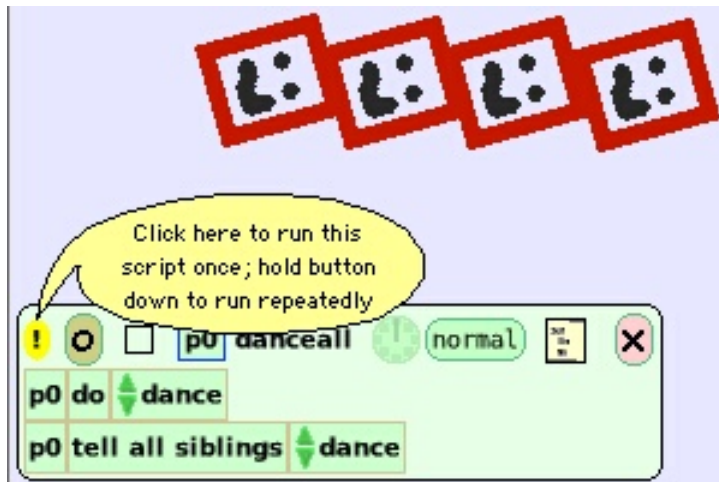 Click here to run this
script once; hold button
down to run repeatedly
! O p0 danceall normal X
p0 do dance
p0 tell all siblings dance